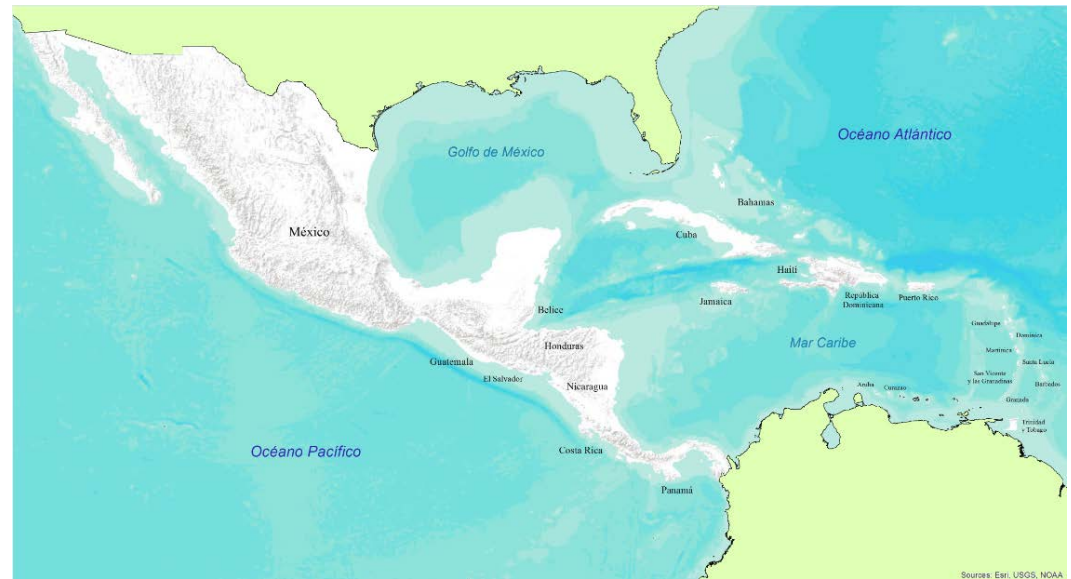 Océano Atlántico
Golfo de México
Bahamas
México
Cuba
Haití
Jamaica
República
Dominicana
Puerto Rico
Belice
Guadalupe
Dominica
Honduras
Mar Caribe
Martinica
Guatemala
Santa Lucía
El Salvador
San Vicente
y las Granadinas
Nicaragua
Aruba
Curazao
Barbados
Granada
Trinidad
y Tobago
Océano Pacífico
Costa Rica
Panamá
Sources: Esri, USGS, NOAA